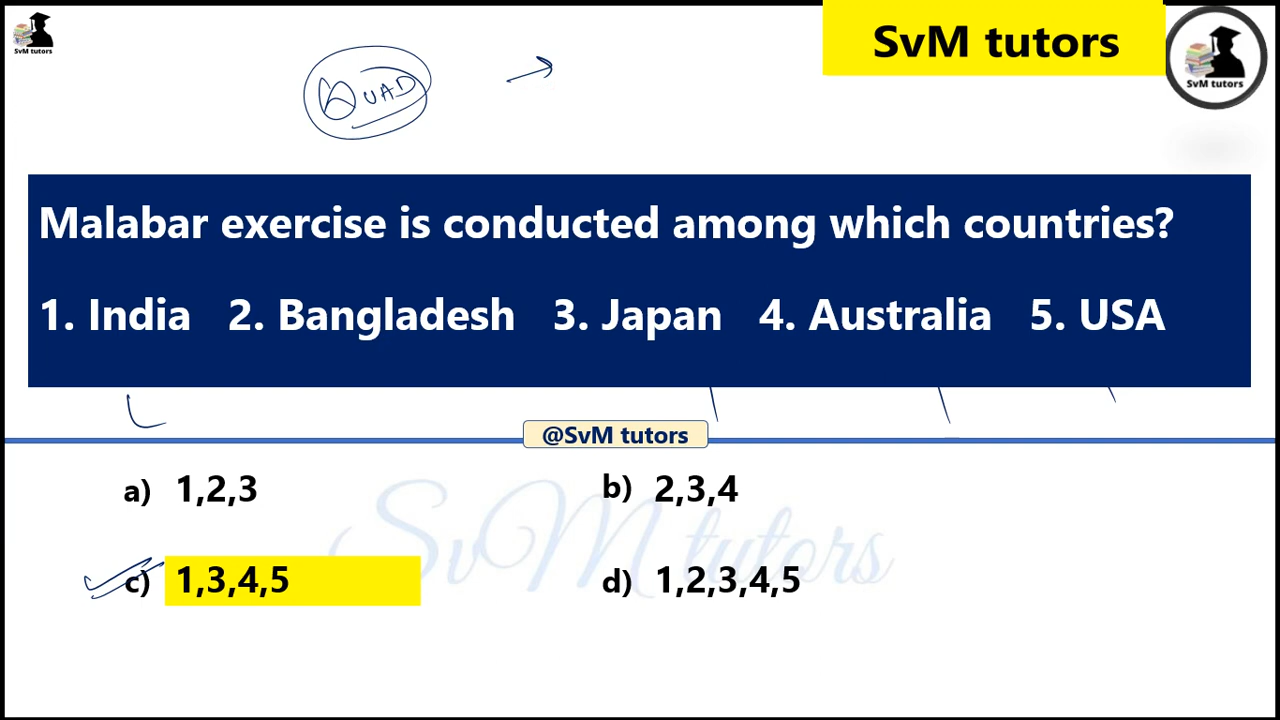 SvM tutors
SvM tutors
SvM tutors
QUAD
Malabar exercise is conducted among which countries?
1. India 2. Bangladesh 3. Japan 4. Australia 5. USA
@SvM tutors
a) 1,2,3
b) 2,3,4
SvM tutors
c) 1,3,4,5
d) 1,2,3,4,5